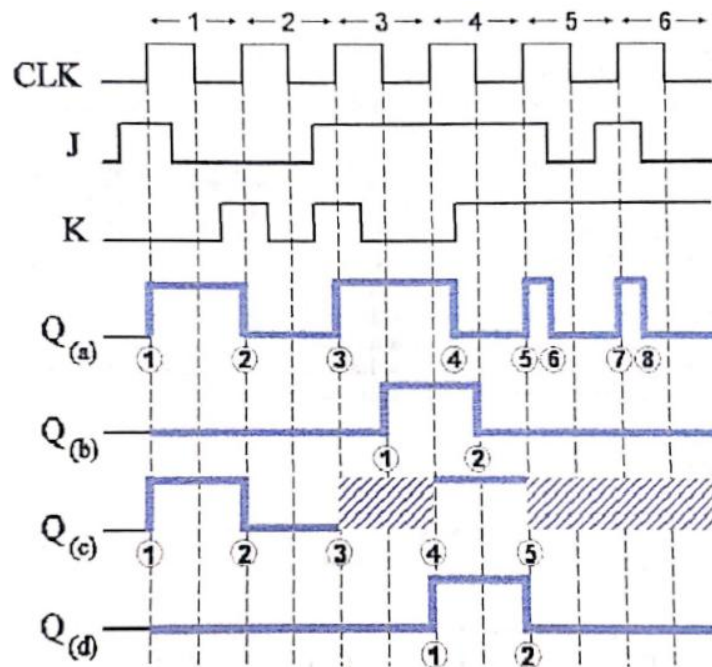 1 2 3 4 5 6
CLK
J
K
Q(a)
① ② ③ ④ ⑤ ⑥ ⑦ ⑧
Q(b)
① ②
Q(c)
① ② ③ ④ ⑤
Q(d)
① ②